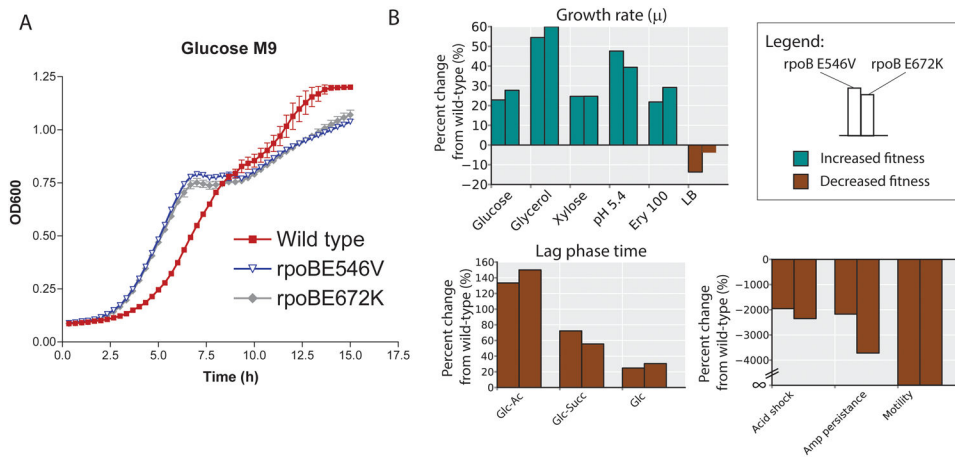 A
Glucose M9
OD600
1.25
1.00
0.75
0.50
0.25
0.00
0.0
2.5
5.0
7.5
10.0
12.5
15.0
17.5
Time (h)
Wild type
rpoBE546V
rpoBE672K
B
Growth rate (μ)
Percent change
from wild-type (%)
60
50
40
30
20
10
0
−10
−20
Glucose
Glycerol
Xylose
pH 5.4
Ery 100
LB
Legend:
rpoB E546V
rpoB E672K
Increased fitness
Decreased fitness
Lag phase time
Percent change
from wild-type (%)
160
140
120
100
80
60
40
20
0
Glc-Ac
Glc-Succ
Glc
Percent change
from wild-type (%)
0
−1000
−2000
−3000
−4000
∞
Acid shock
Amp persistance
Motility